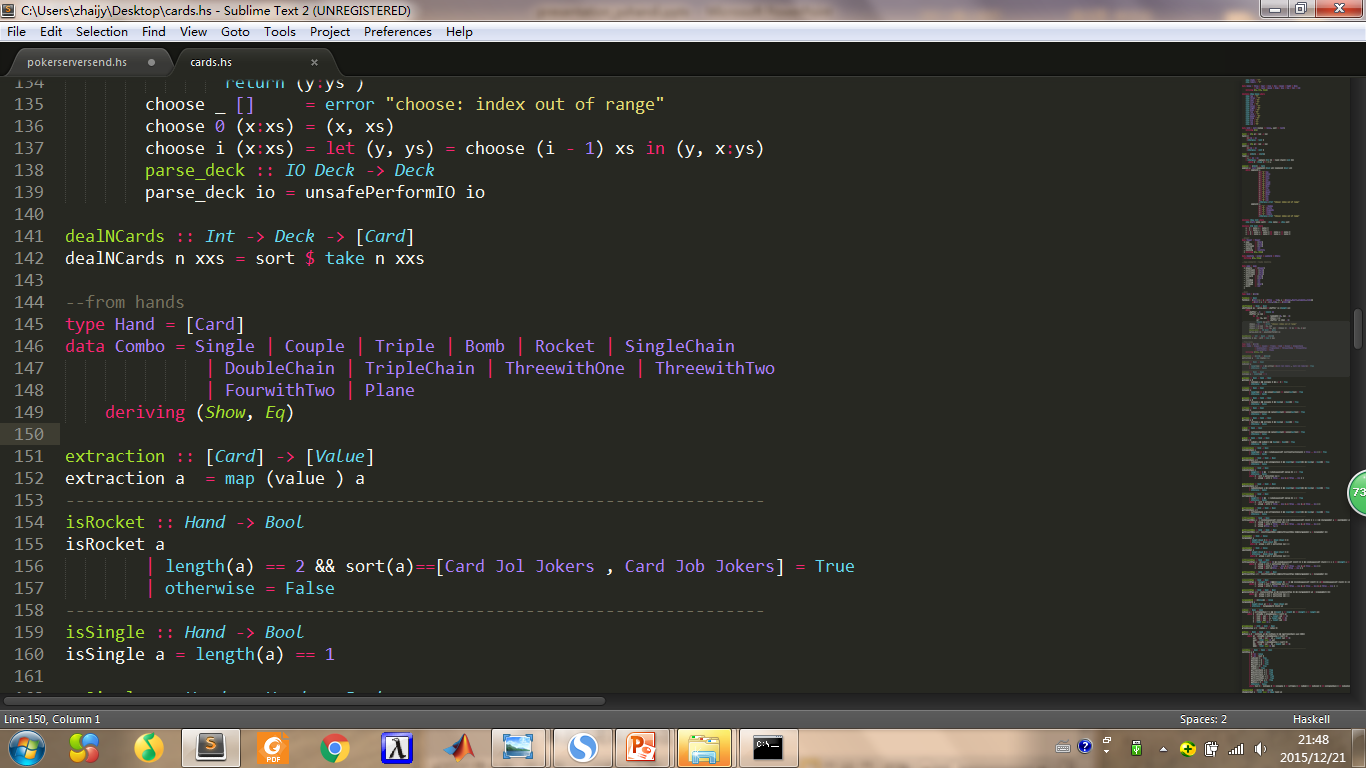 C:\Users\zhaijy\Desktop\cards.hs - Sublime Text 2 (UNREGISTERED)
File Edit Selection Find View Goto Tools Project Preferences Help
pokerserversend.hs
cards.hs
134 return (y:ys )
135 choose _ [] = error "choose: index out of range"
136 choose 0 (x:xs) = (x, xs)
137 choose i (x:xs) = let (y, ys) = choose (i - 1) xs in (y, x:ys)
138 parse_deck :: IO Deck -> Deck
139 parse_deck io = unsafePerformIO io
140
141 dealNCards :: Int -> Deck -> [Card]
142 dealNCards n xxs = sort $ take n xxs
143
144 --from hands
145 type Hand = [Card]
146 data Combo = Single | Couple | Triple | Bomb | Rocket | SingleChain
147 | DoubleChain | TripleChain | ThreewithOne | ThreewithTwo
148 | FourwithTwo | Plane
149 deriving (Show, Eq)
150
151 extraction :: [Card] -> [Value]
152 extraction a  = map (value ) a
153 ----------------------------------------------------------------------
154 isRocket :: Hand -> Bool
155 isRocket a
156 | length(a) == 2 && sort(a)==[Card Jol Jokers , Card Job Jokers] = True
157 | otherwise = False
158 ----------------------------------------------------------------------
159 isSingle :: Hand -> Bool
160 isSingle a = length(a) == 1
161
73
Line 150, Column 1
Spaces: 2
Haskell
PDF
21:48
2015/12/21